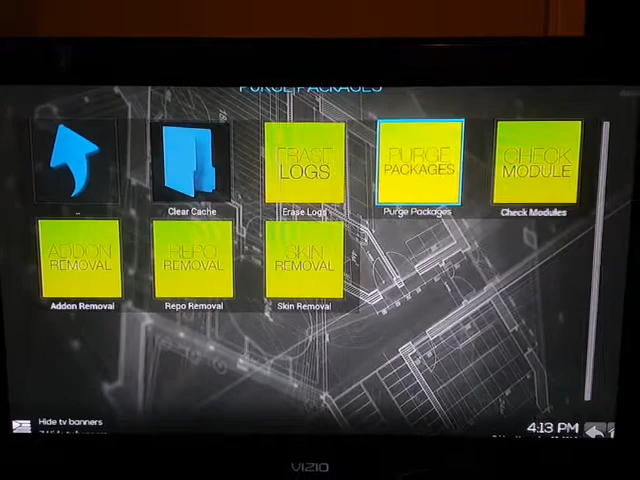 PURGE PACKAGES
ERASE
LOGS
PURGE
PACKAGES
CHECK
MODULE
..
Clear Cache
Erase Logs
Purge Packages
Check Modules
ADDON
REMOVAL
REPO
REMOVAL
SKIN
REMOVAL
Addon Removal
Repo Removal
Skin Removal
Hide tv banners
4:13 PM
VIZIO